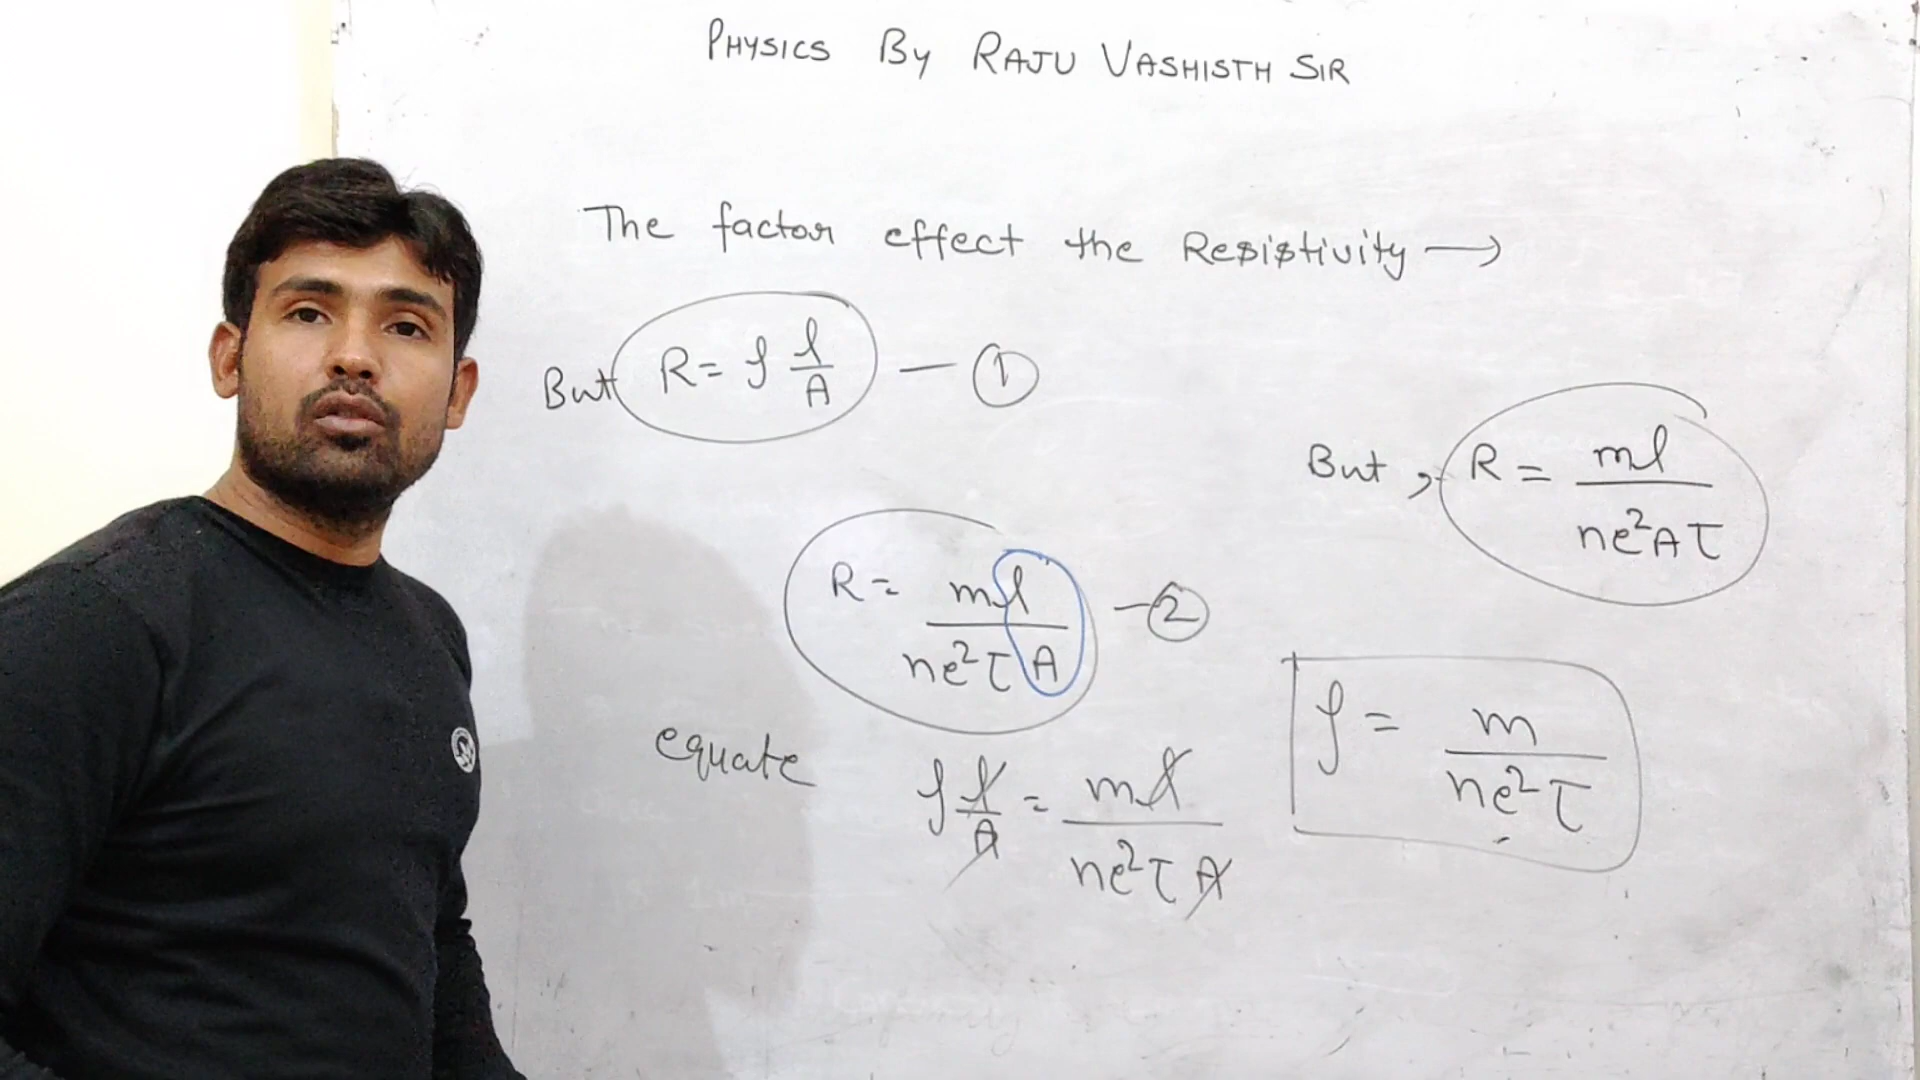 PHYSICS By RAJU VASHISTH SIR
The factor effect the Resistivity →
But R = ρ l/A — ①
But, R = ml/ne²Aτ
R = ml/ne²τA — ②
equate ρ l/A = ml/ne²τA
ρ = m/ne²τ